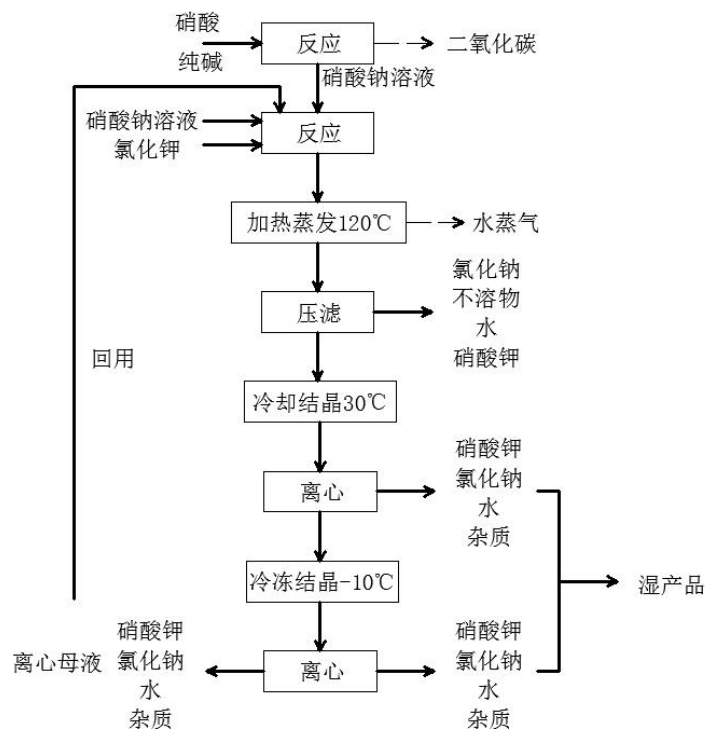 硝酸
纯碱
反应
二氧化碳
硝酸钠溶液
硝酸钠溶液
氯化钾
反应
加热蒸发120℃
水蒸气
压滤
氯化钠
不溶物
水
硝酸钾
回用
冷却结晶30℃
离心
硝酸钾
氯化钠
水
杂质
冷冻结晶-10℃
湿产品
离心母液
硝酸钾
氯化钠
水
杂质
离心
硝酸钾
氯化钠
水
杂质